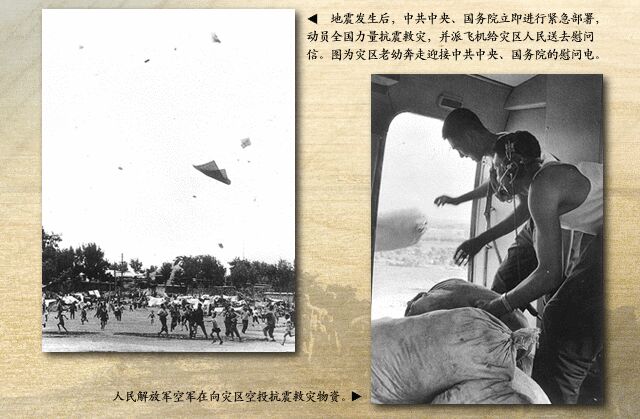 ◀ 地震发生后，中共中央、国务院立即进行紧急部署，
动员全国力量抗震救灾，并派飞机给灾区人民送去慰问
信。图为灾区老幼奔走迎接中共中央、国务院的慰问电。
人民解放军空军在向灾区空投抗震救灾物资。▶